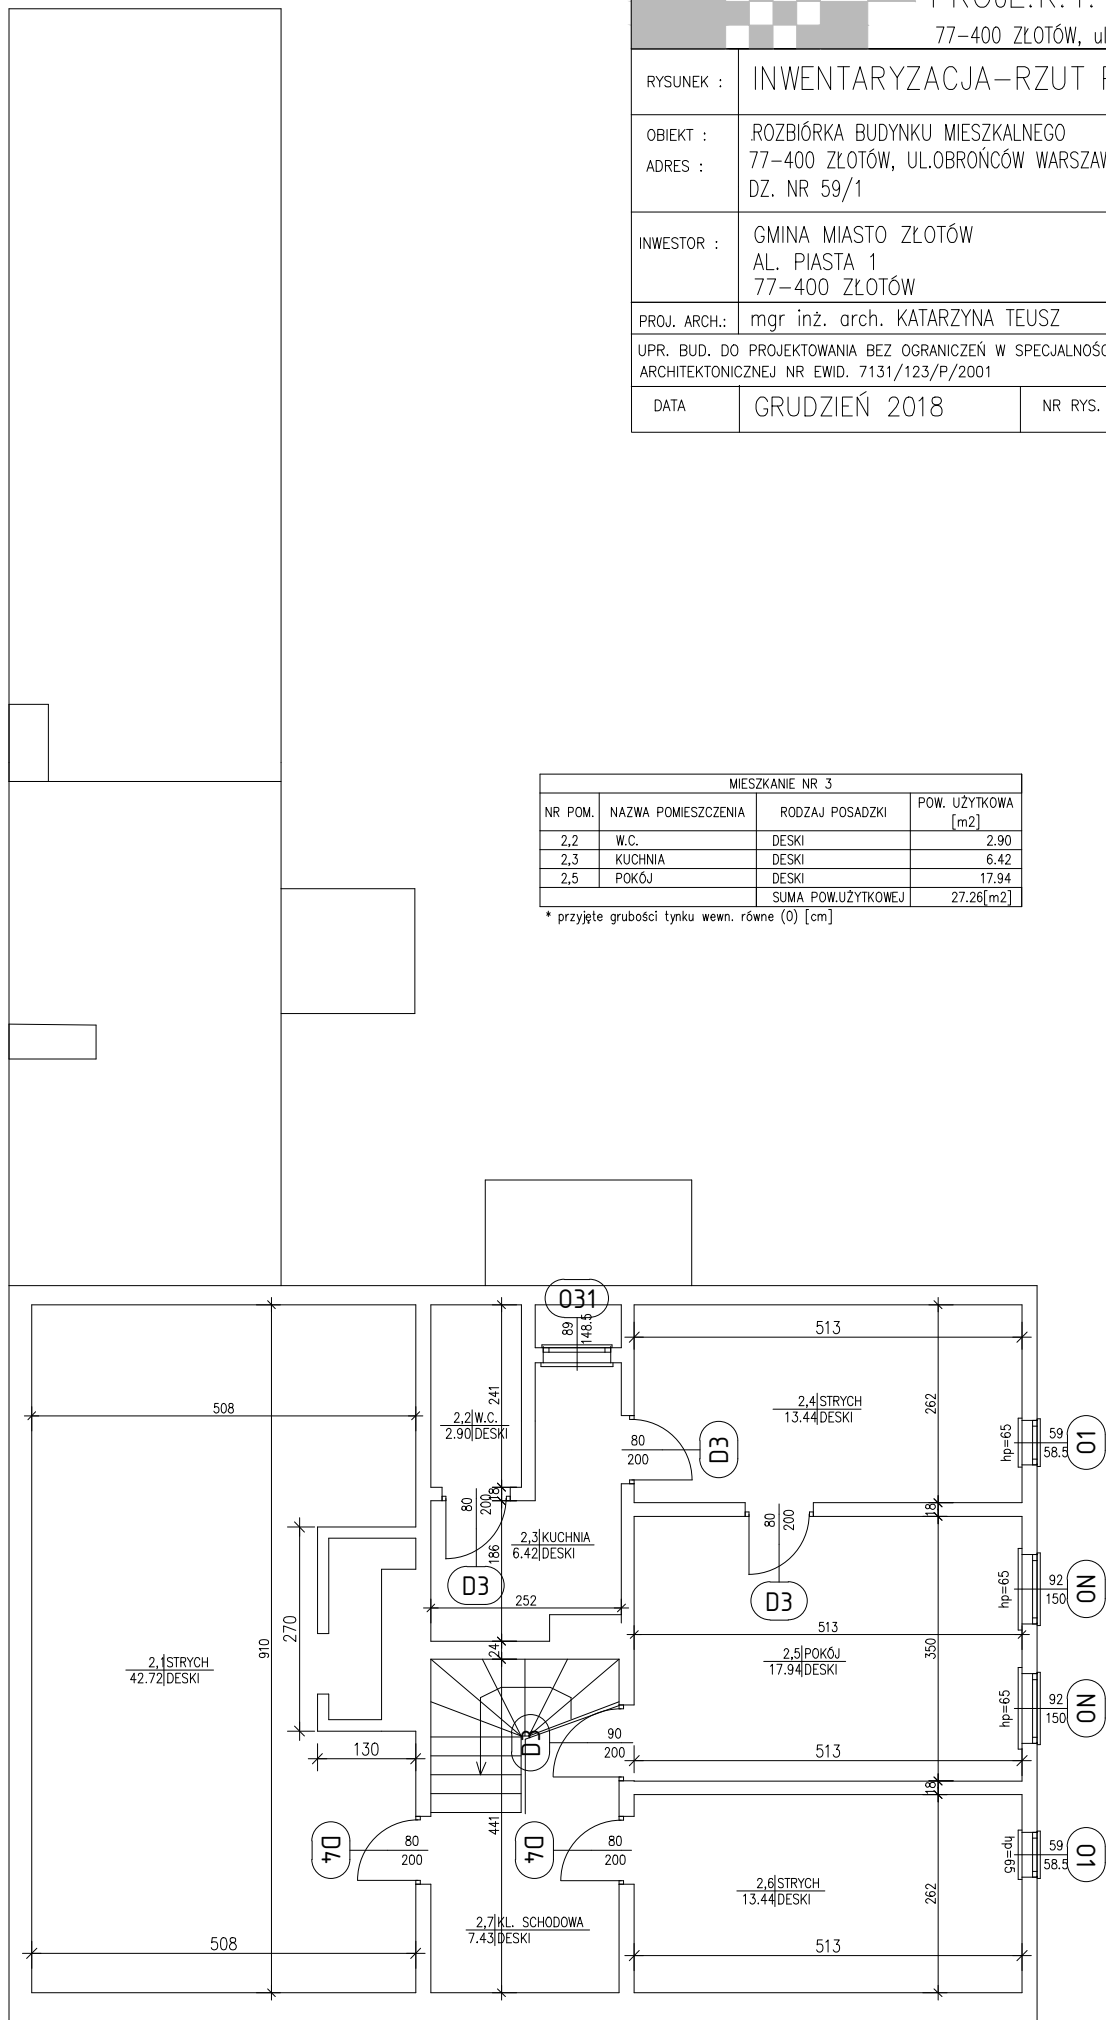 77-400 ZŁOTÓW, ul
RYSUNEK : INWENTARYZACJA-RZUT
OBIEKT : ROZBIÓRKA BUDYNKU MIESZKALNEGO
ADRES : 77-400 ZŁOTÓW, UL.OBROŃCÓW WARSZAW
DZ. NR 59/1
INWESTOR : GMINA MIASTO ZŁOTÓW
AL. PIASTA 1
77-400 ZŁOTÓW
PROJ. ARCH.: mgr inż. arch. KATARZYNA TEUSZ
UPR. BUD. DO PROJEKTOWANIA BEZ OGRANICZEŃ W SPECJALNOŚC
ARCHITEKTONICZNEJ NR EWID. 7131/123/P/2001
DATA GRUDZIEŃ 2018 NR RYS.
MIESZKANIE NR 3
NR POM. NAZWA POMIESZCZENIA RODZAJ POSADZKI POW. UŻYTKOWA
[m2]
2,2 W.C. DESKI 2.90
2,3 KUCHNIA DESKI 6.42
2,5 POKÓJ DESKI 17.94
SUMA POW.UŻYTKOWEJ 27.26[m2]
* przyjęte grubości tynku wewn. równe (0) [cm]
O31
89
148.5
513
241
508
2,2 W.C.
2.90 DESKI
2,4 STRYCH
13.44 DESKI
262
80
200
D3
hp=65
59
58.5
O1
80
200
18
2,3 KUCHNIA
6.42 DESKI
186
D3
252
80
200
D3
18
hp=65
92
150
NO
270
910
24
513
2,1 STRYCH
42.72 DESKI
2,5 POKÓJ
17.94 DESKI
350
hp=65
92
150
NO
D3
90
200
130
513
18
441
D4
80
200
D4
80
200
hp=65
59
58.5
O1
2,6 STRYCH
13.44 DESKI
262
2,7 KL. SCHODOWA
7.43 DESKI
508
513